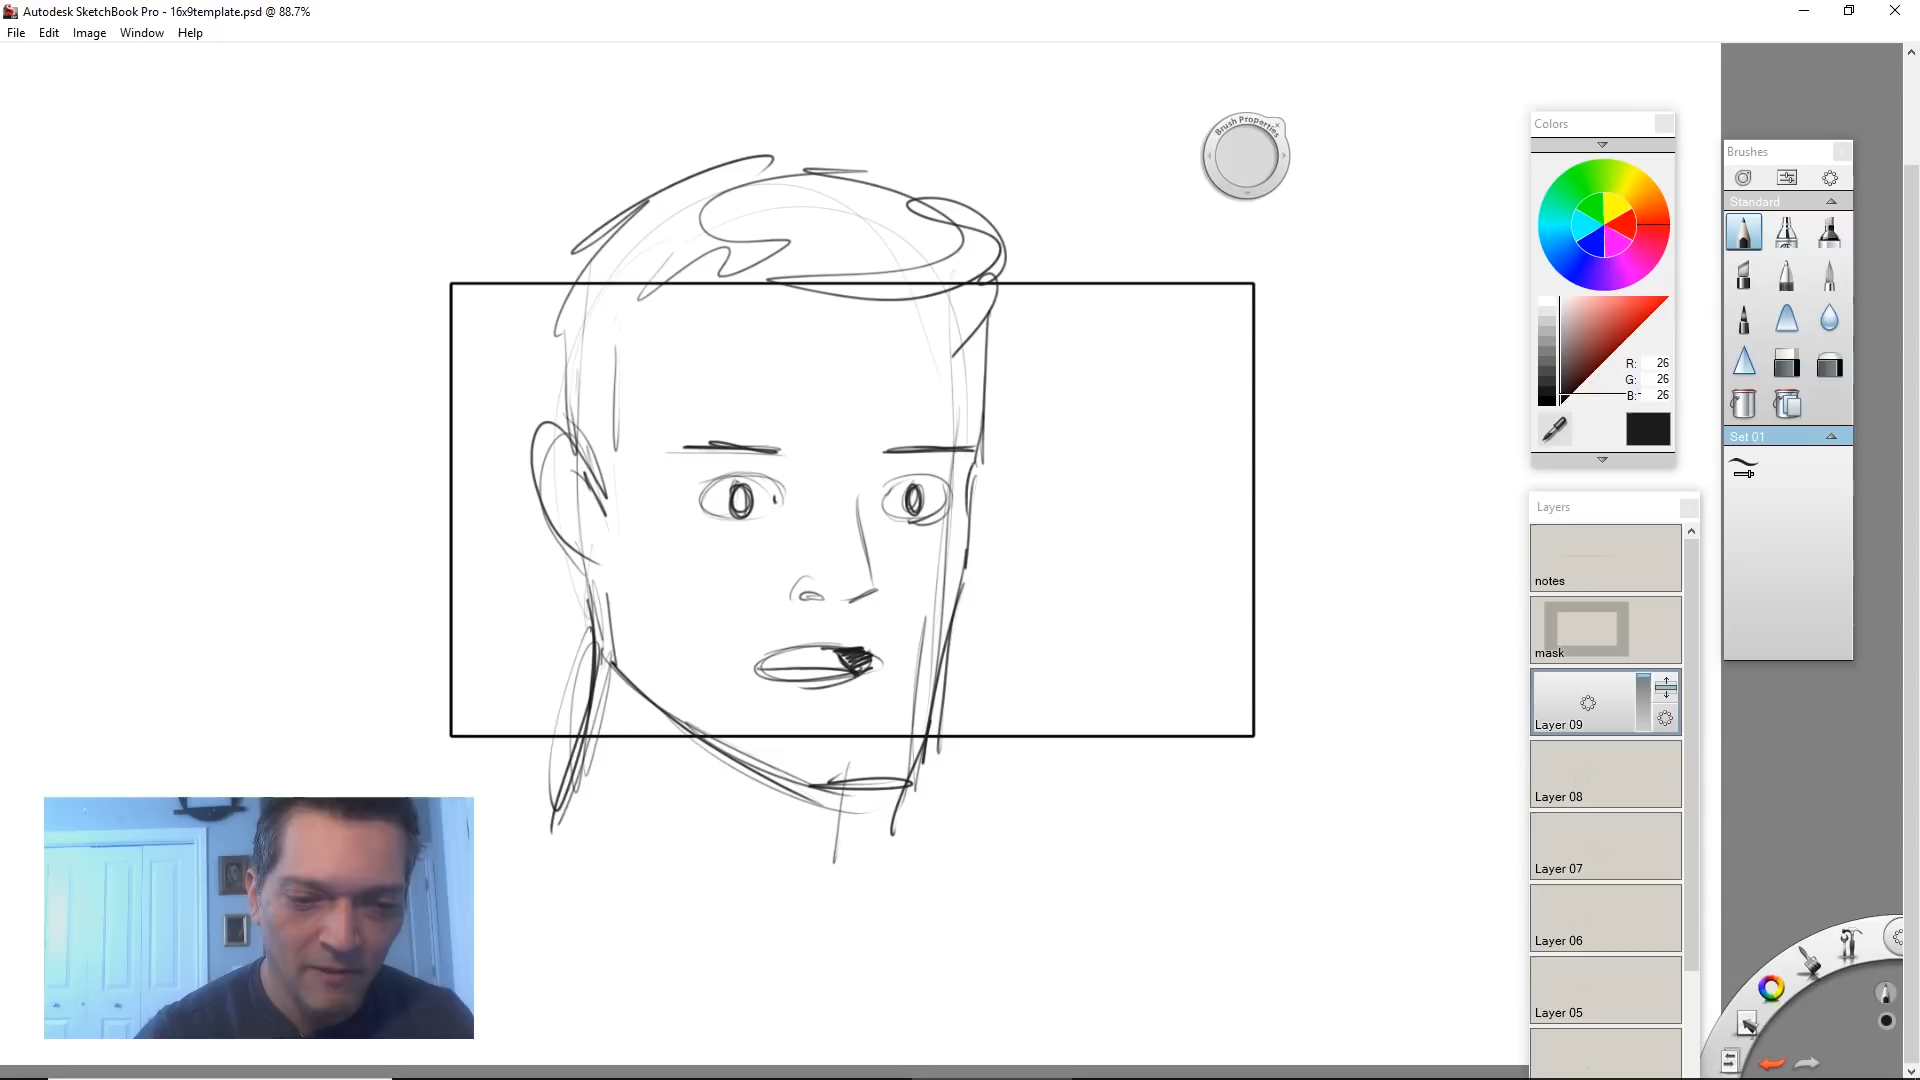 Autodesk SketchBook Pro - 16x9template.psd @ 88.7%
File Edit Image Window Help
Brush Properties
Colors
R: 26
G: 26
B: 26
Brushes
Standard
Set 01
Layers
notes
mask
Layer 09
Layer 08
Layer 07
Layer 06
Layer 05